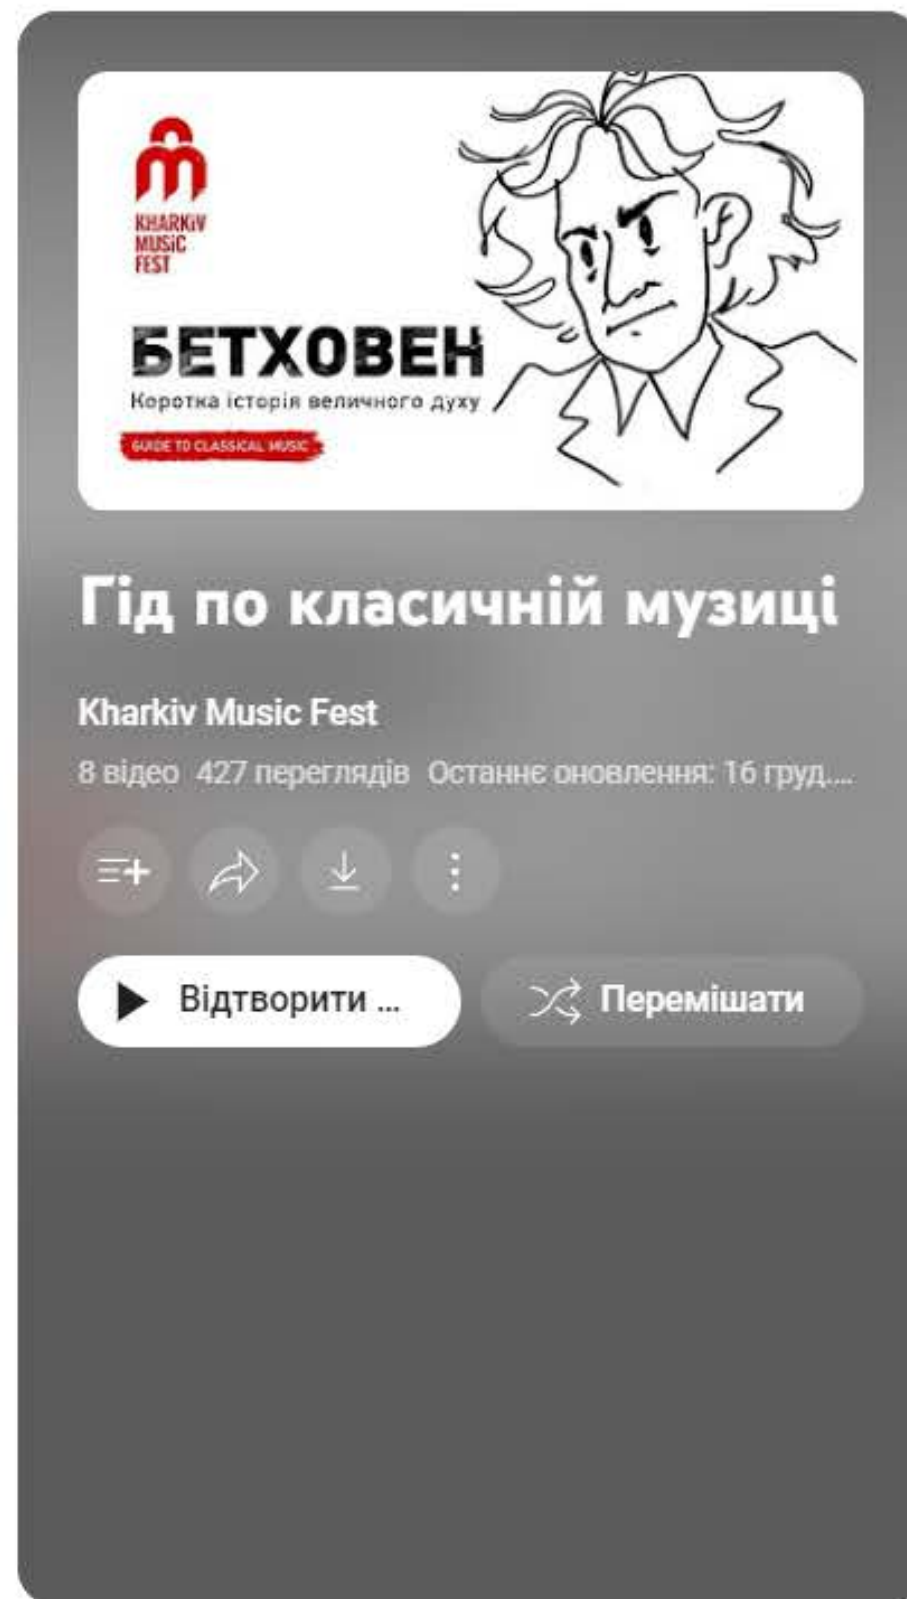 KHARKiV
MUSiC
FEST
БЕТХОВЕН
Коротка історія величного духу
GUIDE TO CLASSICAL MUSIC
Гід по класичній музиці
Kharkiv Music Fest
8 відео 427 переглядів Останнє оновлення: 16 груд....
Відтворити ... Перемішати